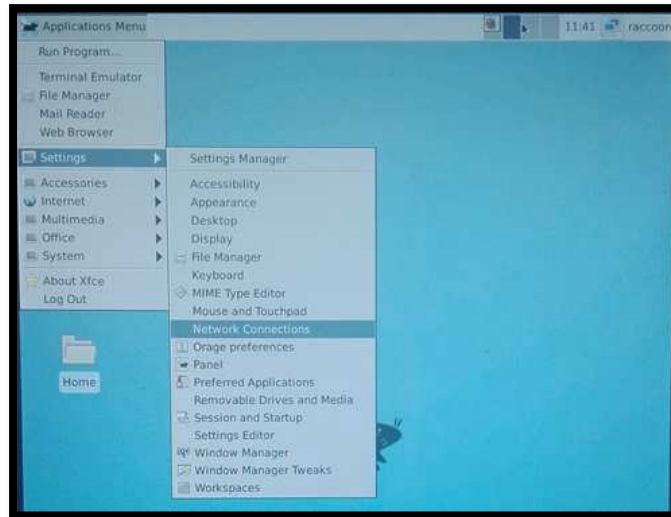 Applications Menu
11:41
raccoon
Run Program...
Terminal Emulator
File Manager
Mail Reader
Web Browser
Settings
Accessories
Internet
Multimedia
Office
System
About Xfce
Log Out
Settings Manager
Accessibility
Appearance
Desktop
Display
File Manager
Keyboard
MIME Type Editor
Mouse and Touchpad
Network Connections
Orage preferences
Panel
Preferred Applications
Removable Drives and Media
Session and Startup
Settings Editor
Window Manager
Window Manager Tweaks
Workspaces
Home